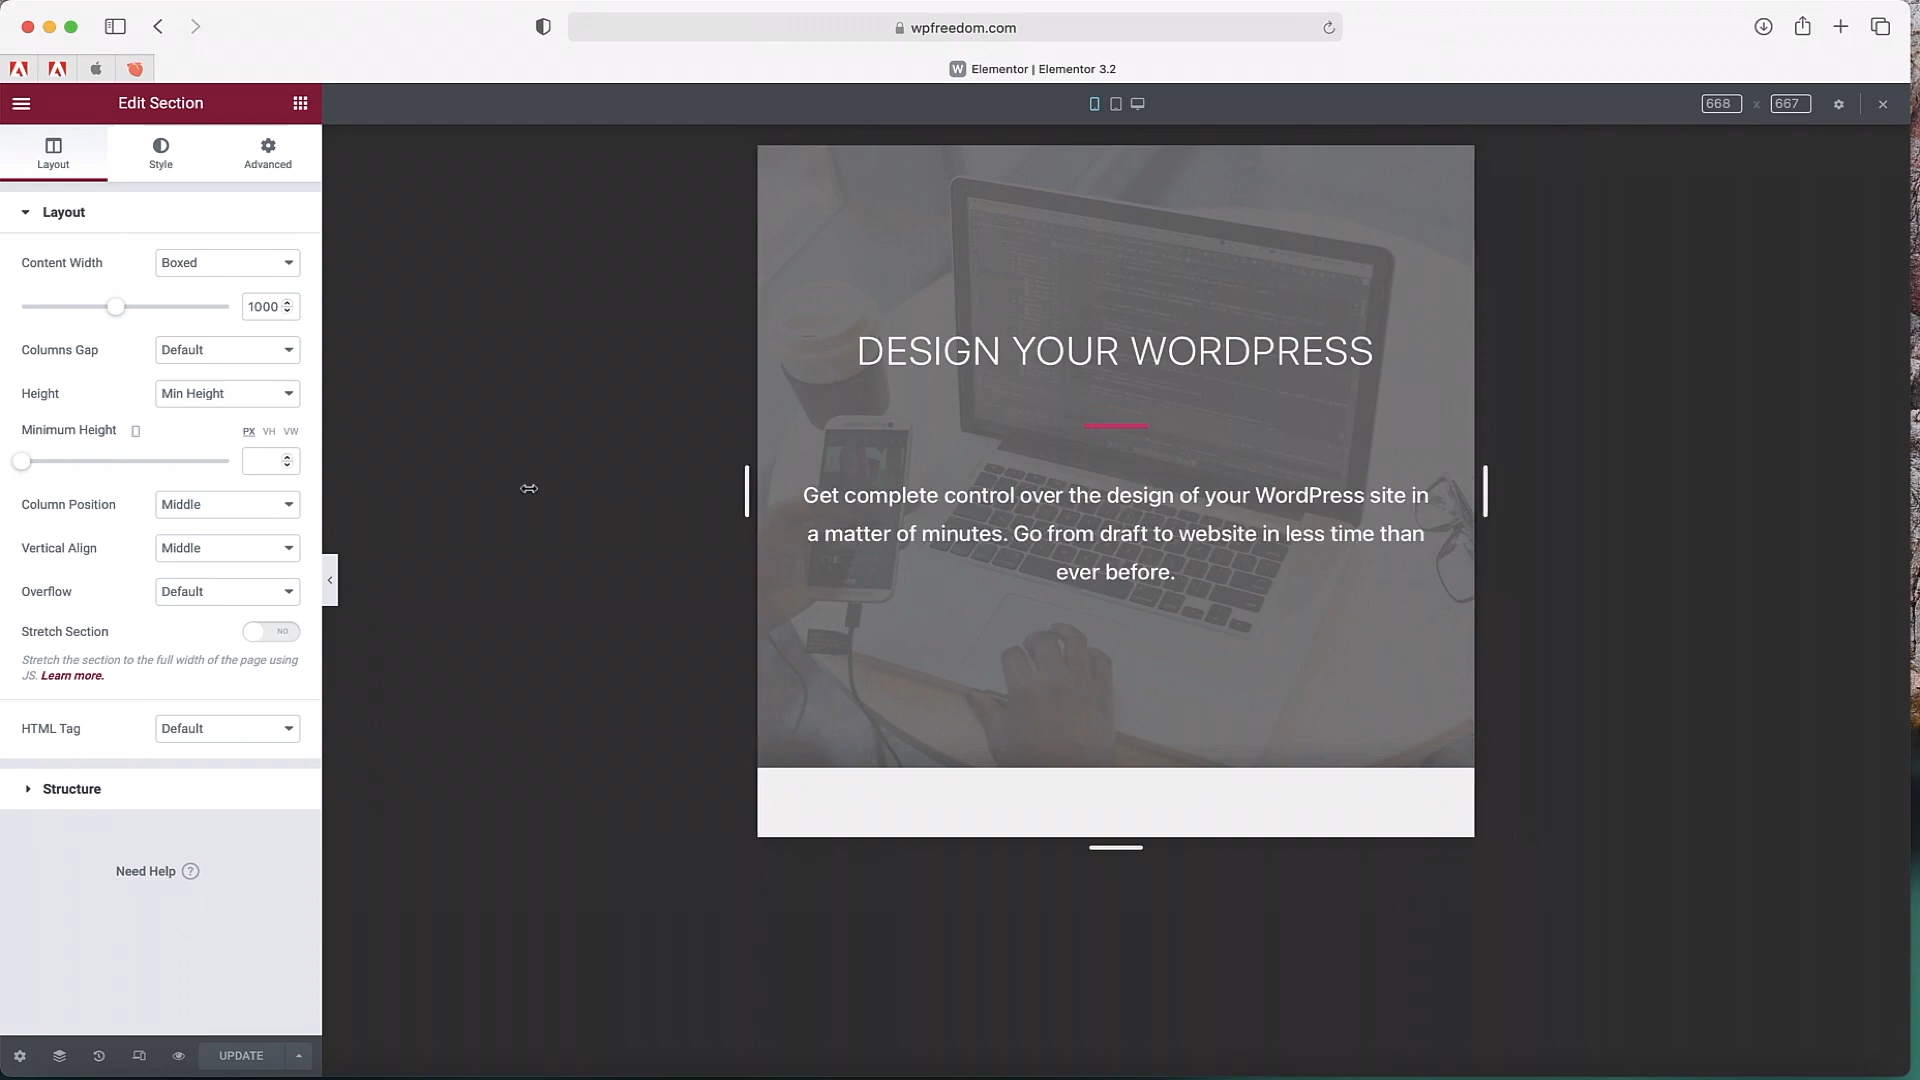 wpfreedom.com
W Elementor | Elementor 3.2
Edit Section
668 x 667
Layout Style Advanced
Layout
Content Width Boxed
1000
Columns Gap Default
Height Min Height
Minimum Height PX VH VW
Column Position Middle
Vertical Align Middle
Overflow Default
Stretch Section NO
Stretch the section to the full width of the page using
JS. Learn more.
HTML Tag Default
Structure
Need Help ?
UPDATE
DESIGN YOUR WORDPRESS
Get complete control over the design of your WordPress site in
a matter of minutes. Go from draft to website in less time than
ever before.